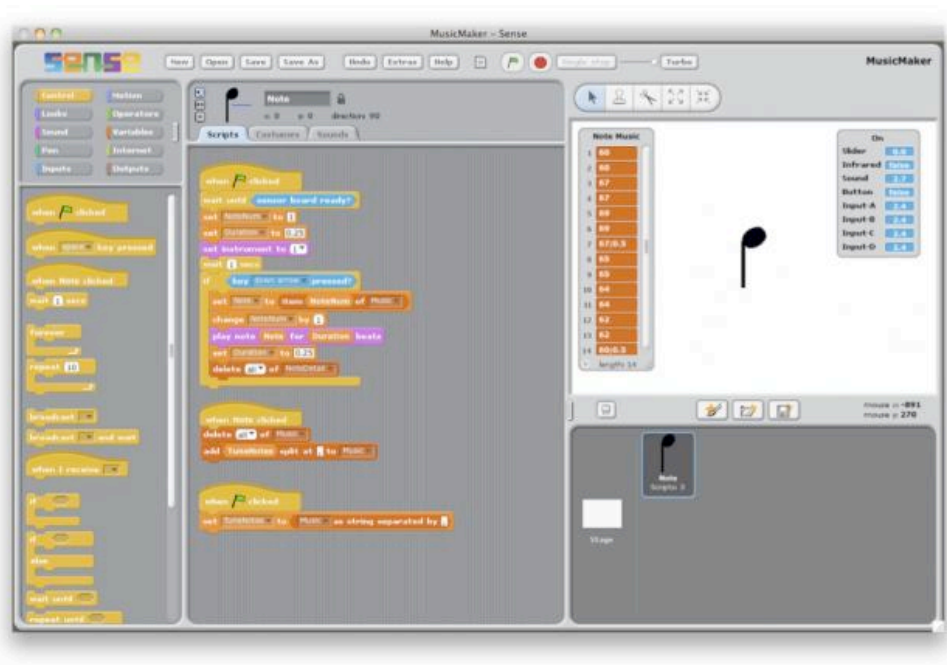 MusicMaker – Sense
sense
New Open Save Save As Undo Extras Help Single step Turbo
MusicMaker
Control Motion
Looks Operators
Sound Variables
Pen Internet
Inputs Outputs
Note
x: 0 y: 0 direction: 90
Scripts Costumes Sounds
when clicked
when space key pressed
when Note clicked
wait 1 secs
forever
repeat 10
broadcast
broadcast and wait
when I receive
if
if
else
wait until
repeat until
when clicked
wait until sensor board ready?
set NoteNum to 1
set Duration to 0.25
set instrument to 1
wait 1 secs
if key down arrow pressed?
set Note to item NoteNum of Music
change NoteNum by 1
play note Note for Duration beats
set Duration to 0.25
delete all of NoteDetail
when Note clicked
delete all of Music
add TuneNotes split at , to Music
when clicked
set TuneNotes to Music as string separated by ,
Note Music
1 60
2 60
3 67
4 67
5 69
6 69
7 67/0.5
8 65
9 65
10 64
11 64
12 62
13 62
14 60/0.5
length: 14
On
Slider
Infrared false
Sound
Button false
Input-A
Input-B
Input-C
Input-D
mouse x: -891
mouse y: 270
Note
Scripts: 3
Stage